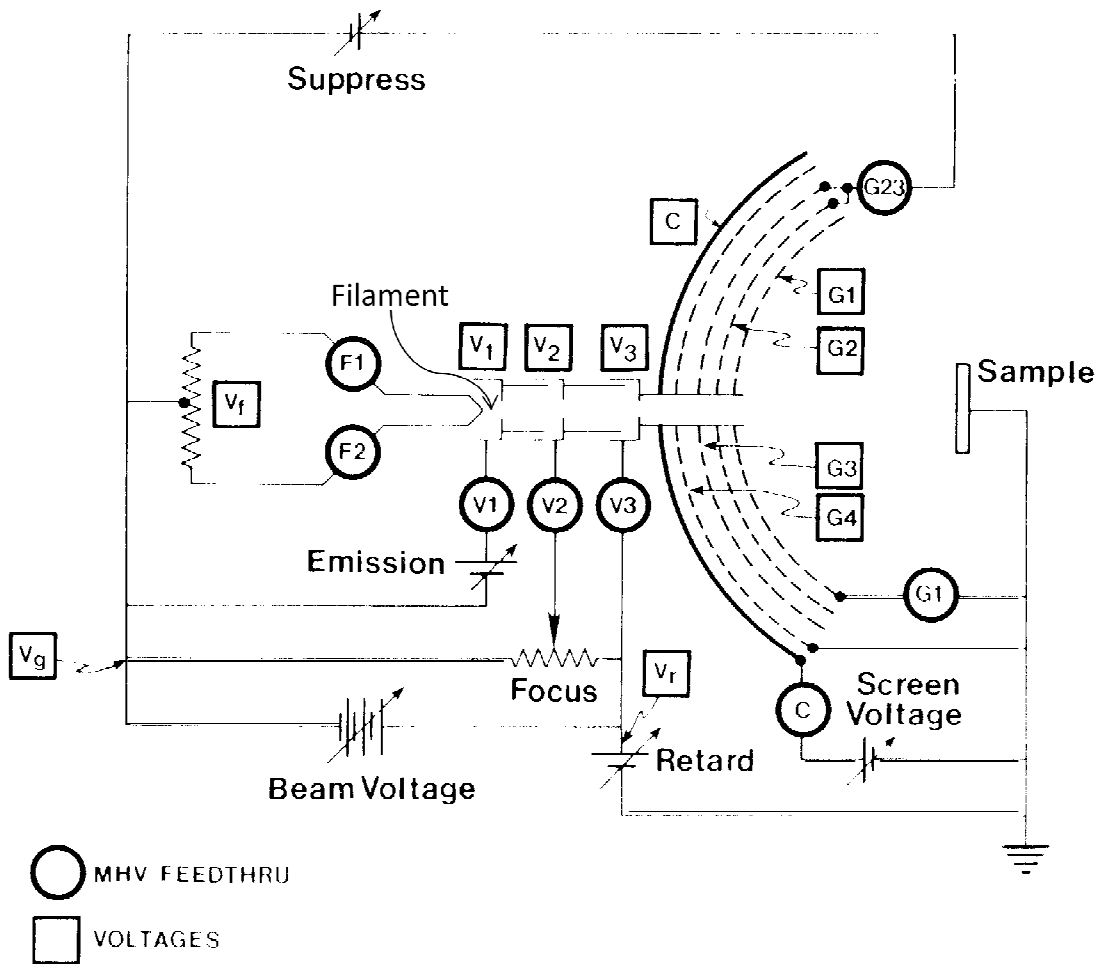 Suppress
G23
C
Filament
G1
V1
V2
V3
G2
F1
Sample
Vf
F2
G3
V1
V2
V3
G4
Emission
G1
Vg
Vr
Focus
Screen
Voltage
C
Retard
Beam Voltage
MHV FEEDTHRU
VOLTAGES